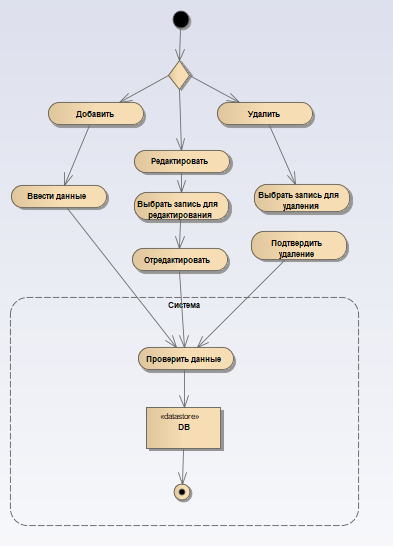 Добавить
Удалить
Редактировать
Ввести данные
Выбрать запись для
редактирования
Выбрать запись для
удаления
Отредактировать
Подтвердить
удаление
Система
Проверить данные
«datastore»
DB